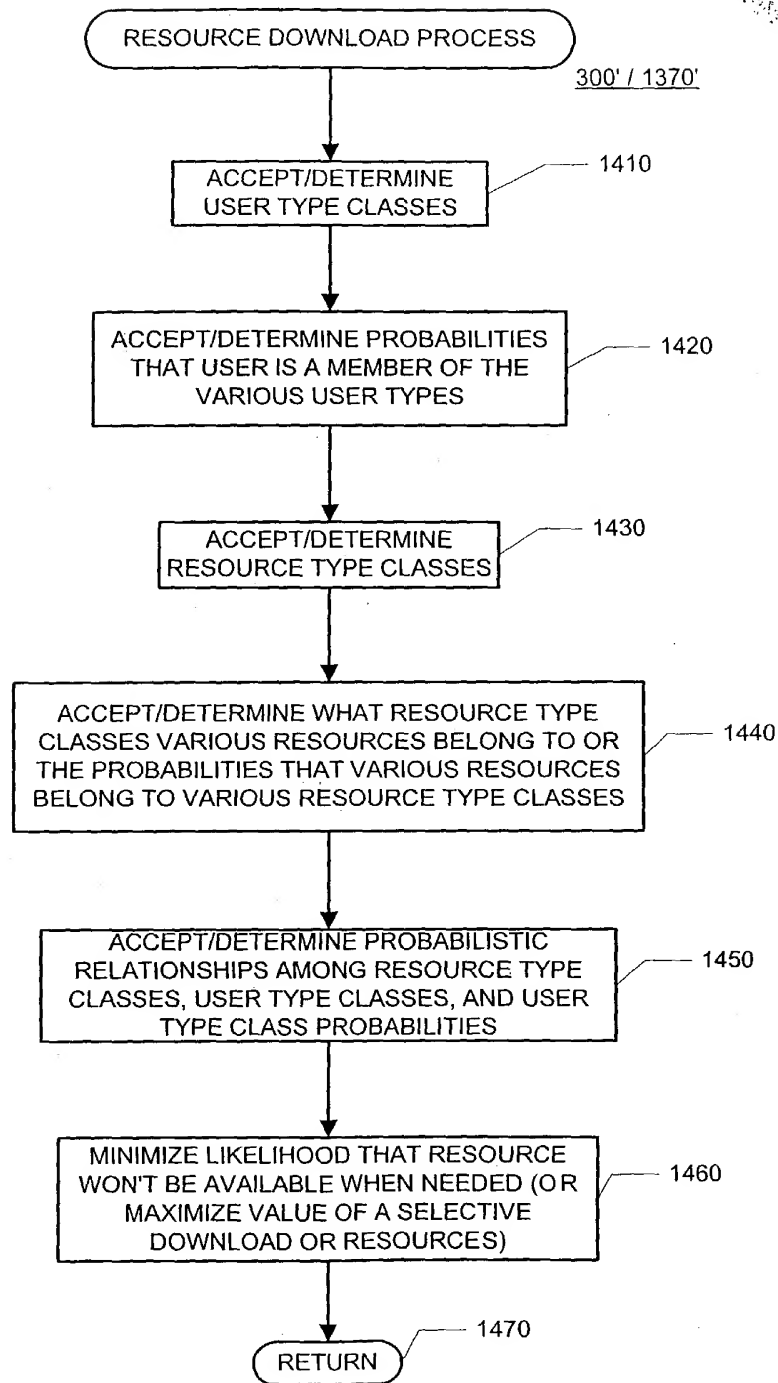 RESOURCE DOWNLOAD PROCESS
300' / 1370'
1410
ACCEPT/DETERMINE
USER TYPE CLASSES
1420
ACCEPT/DETERMINE PROBABILITIES
THAT USER IS A MEMBER OF THE
VARIOUS USER TYPES
1430
ACCEPT/DETERMINE
RESOURCE TYPE CLASSES
1440
ACCEPT/DETERMINE WHAT RESOURCE TYPE
CLASSES VARIOUS RESOURCES BELONG TO OR
THE PROBABILITIES THAT VARIOUS RESOURCES
BELONG TO VARIOUS RESOURCE TYPE CLASSES
1450
ACCEPT/DETERMINE PROBABILISTIC
RELATIONSHIPS AMONG RESOURCE TYPE
CLASSES, USER TYPE CLASSES, AND USER
TYPE CLASS PROBABILITIES
1460
MINIMIZE LIKELIHOOD THAT RESOURCE
WON'T BE AVAILABLE WHEN NEEDED (OR
MAXIMIZE VALUE OF A SELECTIVE
DOWNLOAD OR RESOURCES)
1470
RETURN